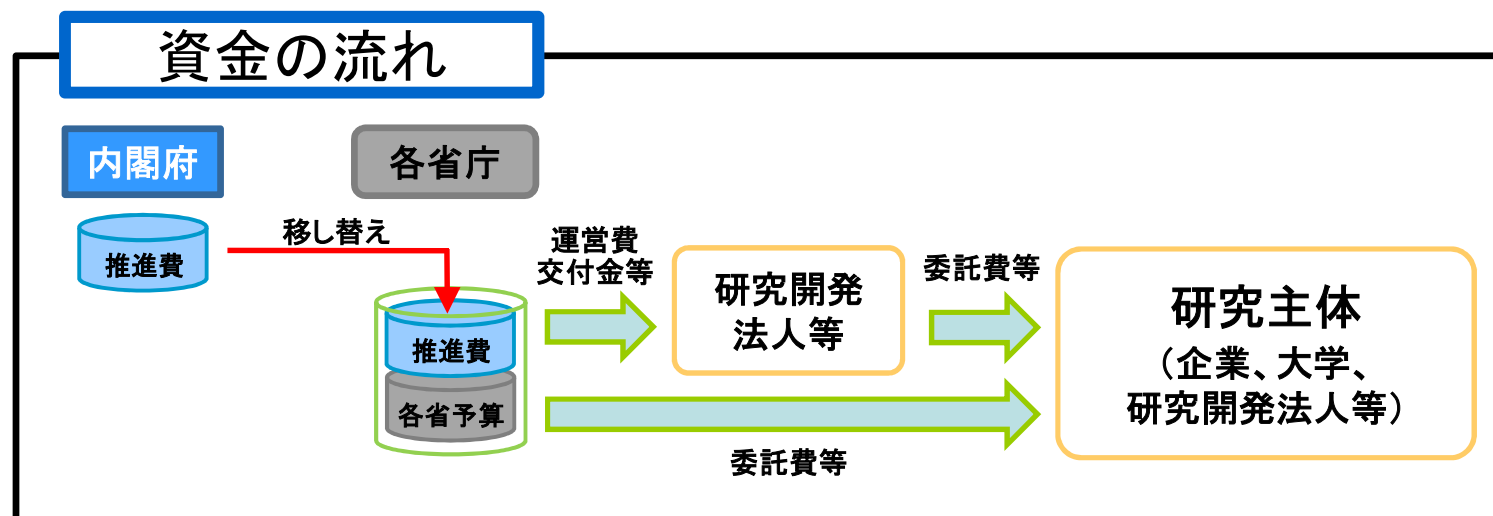 資金の流れ
内閣府
各省庁
推進費
移し替え
推進費
各省予算
運営費
交付金等
研究開発
法人等
委託費等
委託費等
研究主体
（企業、大学、
研究開発法人等）